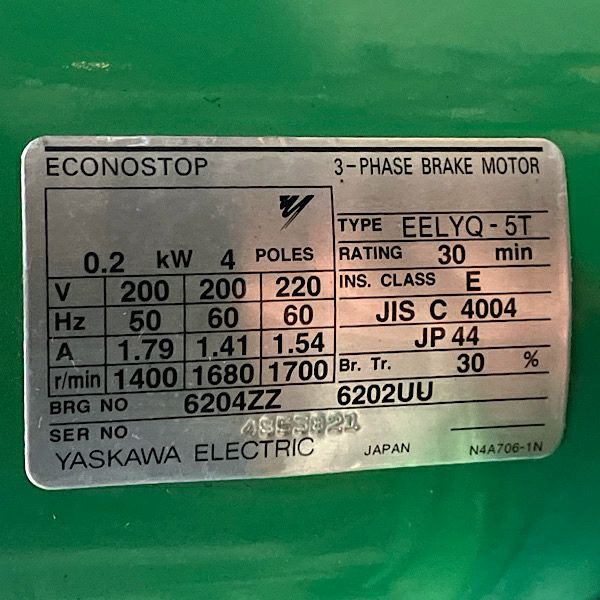 ECONOSTOP 3-PHASE BRAKE MOTOR
TYPE EELYQ-5T
0.2 kW 4 POLES
RATING 30 min
V 200 200 220
INS. CLASS E
Hz 50 60 60
JIS C 4004
A 1.79 1.41 1.54
JP 44
r/min 1400 1680 1700
Br. Tr. 30 %
BRG NO 6204ZZ 6202UU
SER NO
YASKAWA ELECTRIC JAPAN N4A706-1N